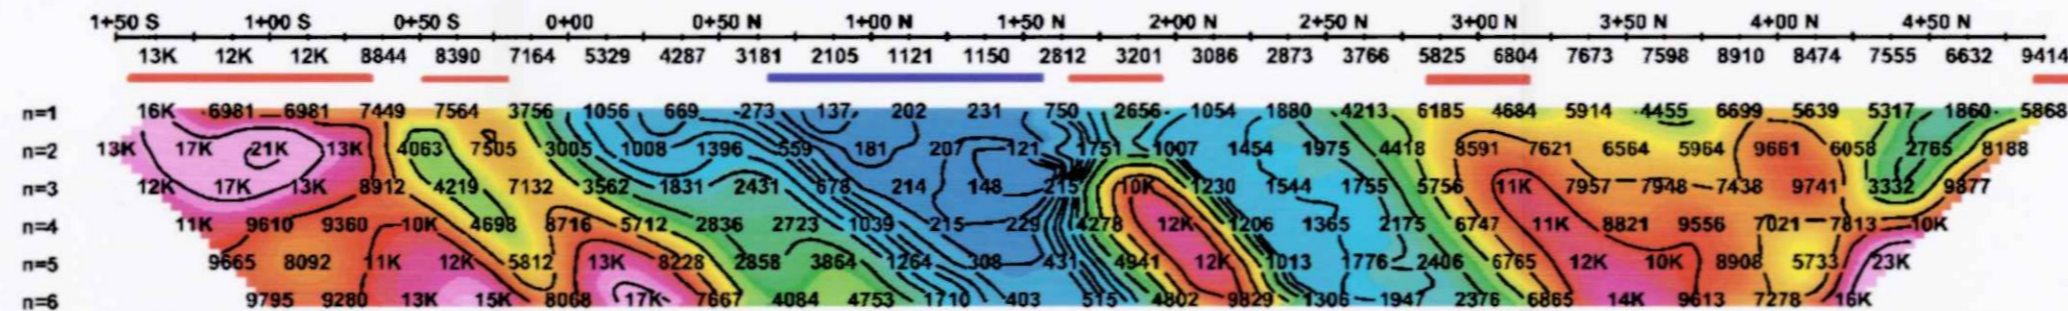 1+50 S 1+00 S 0+50 S 0+00 0+50 N 1+00 N 1+50 N 2+00 N 2+50 N 3+00 N 3+50 N 4+00 N 4+50 N
13K 12K 12K 8844 8390 7164 5329 4287 3181 2105 1121 1150 2812 3201 3086 2873 3766 5825 6804 7673 7598 8910 8474 7555 6632 9414
n=1 16K 6981 6981 7449 7564 3756 1056 669 273 137 202 231 750 2656 1054 1880 4213 6185 4684 5914 4455 6699 5639 5317 1860 5868
n=2 13K 17K 21K 13K 4063 7505 3005 1008 1396 559 181 207 121 1751 1007 1454 1975 4418 8591 7621 6564 5964 9661 6058 2765 8188
n=3 12K 17K 13K 8912 4219 7132 3562 1831 2431 678 214 148 215 10K 1230 1544 1755 5756 11K 7957 7948 7438 9741 3332 9877
n=4 11K 9610 9360 10K 4698 8716 5712 2836 2723 1039 215 229 4278 12K 1206 1365 2175 6747 11K 8821 9556 7021 7813 10K
n=5 9665 8092 11K 12K 5812 13K 8228 2858 3864 1264 308 431 4941 12K 1013 1776 2406 6765 12K 10K 8908 5733 23K
n=6 9795 9280 13K 15K 8068 17K 7667 4084 4753 1710 403 515 4802 9829 1306 1947 2376 6865 14K 9613 7278 16K